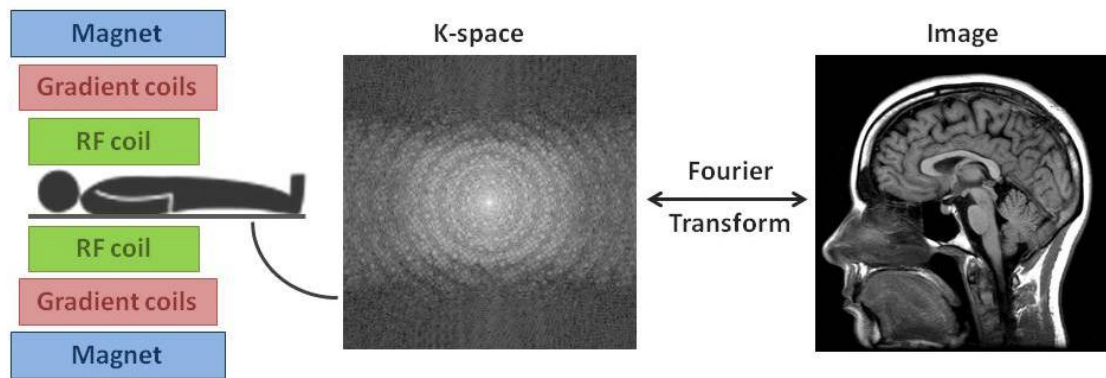 Magnet
Gradient coils
RF coil
RF coil
Gradient coils
Magnet
K-space
Fourier
Transform
Image